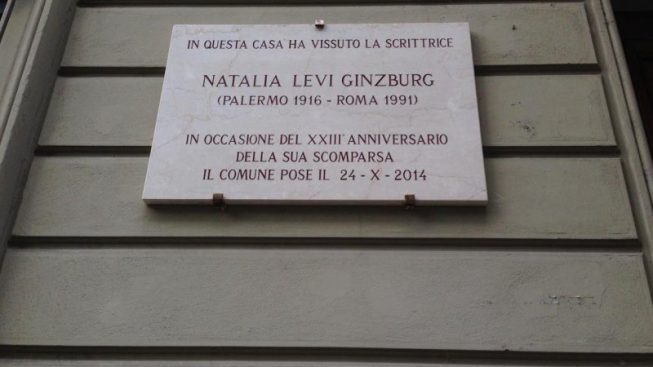 IN QUESTA CASA HA VISSUTO LA SCRITTRICE
NATALIA LEVI GINZBURG
(PALERMO 1916 - ROMA 1991)
IN OCCASIONE DEL XXIII° ANNIVERSARIO
DELLA SUA SCOMPARSA
IL COMUNE POSE IL 24 - X - 2014